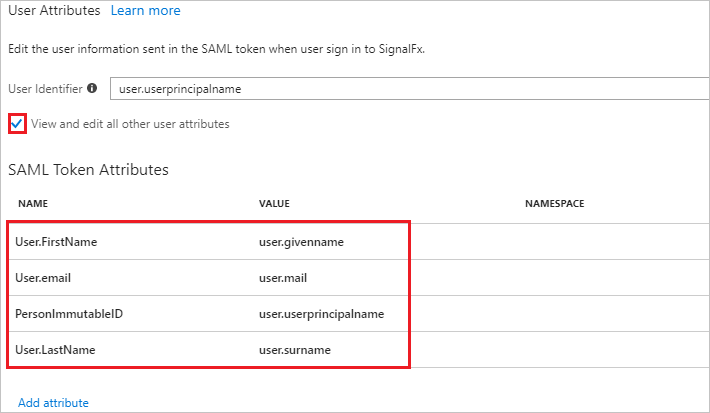 User Attributes Learn more
Edit the user information sent in the SAML token when user sign in to SignalFx.
User Identifier user.userprincipalname
View and edit all other user attributes
SAML Token Attributes
NAME VALUE NAMESPACE
User.FirstName user.givenname
User.email user.mail
PersonImmutableID user.userprincipalname
User.LastName user.surname
Add attribute